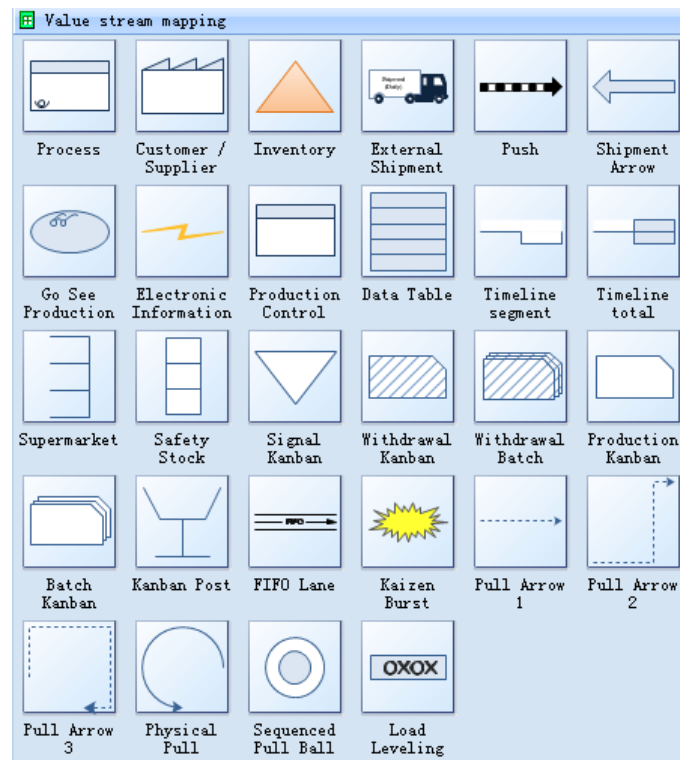 Value stream mapping
Shipment
(Daily)
Process
Customer /
Supplier
Inventory
External
Shipment
Push
Shipment
Arrow
Go See
Production
Electronic
Information
Production
Control
Data Table
Timeline
segment
Timeline
total
Supermarket
Safety
Stock
Signal
Kanban
Withdrawal
Kanban
Withdrawal
Batch
Production
Kanban
FIFO
Batch
Kanban
Kanban Post
FIFO Lane
Kaizen
Burst
Pull Arrow
1
Pull Arrow
2
OXOX
Pull Arrow
3
Physical
Pull
Sequenced
Pull Ball
Load
Leveling